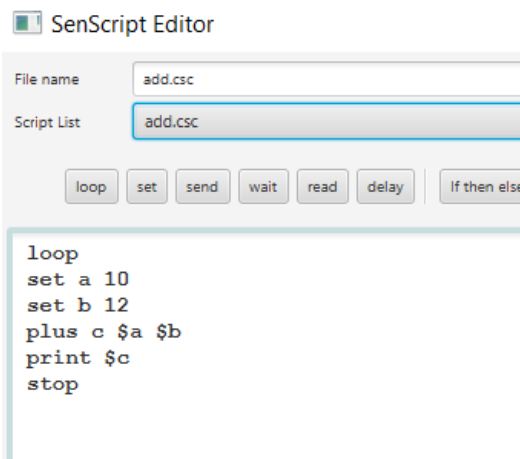 SenScript Editor
File name add.csc
Script List add.csc
loop set send wait read delay If then else
loop
set a 10
set b 12
plus c $a $b
print $c
stop